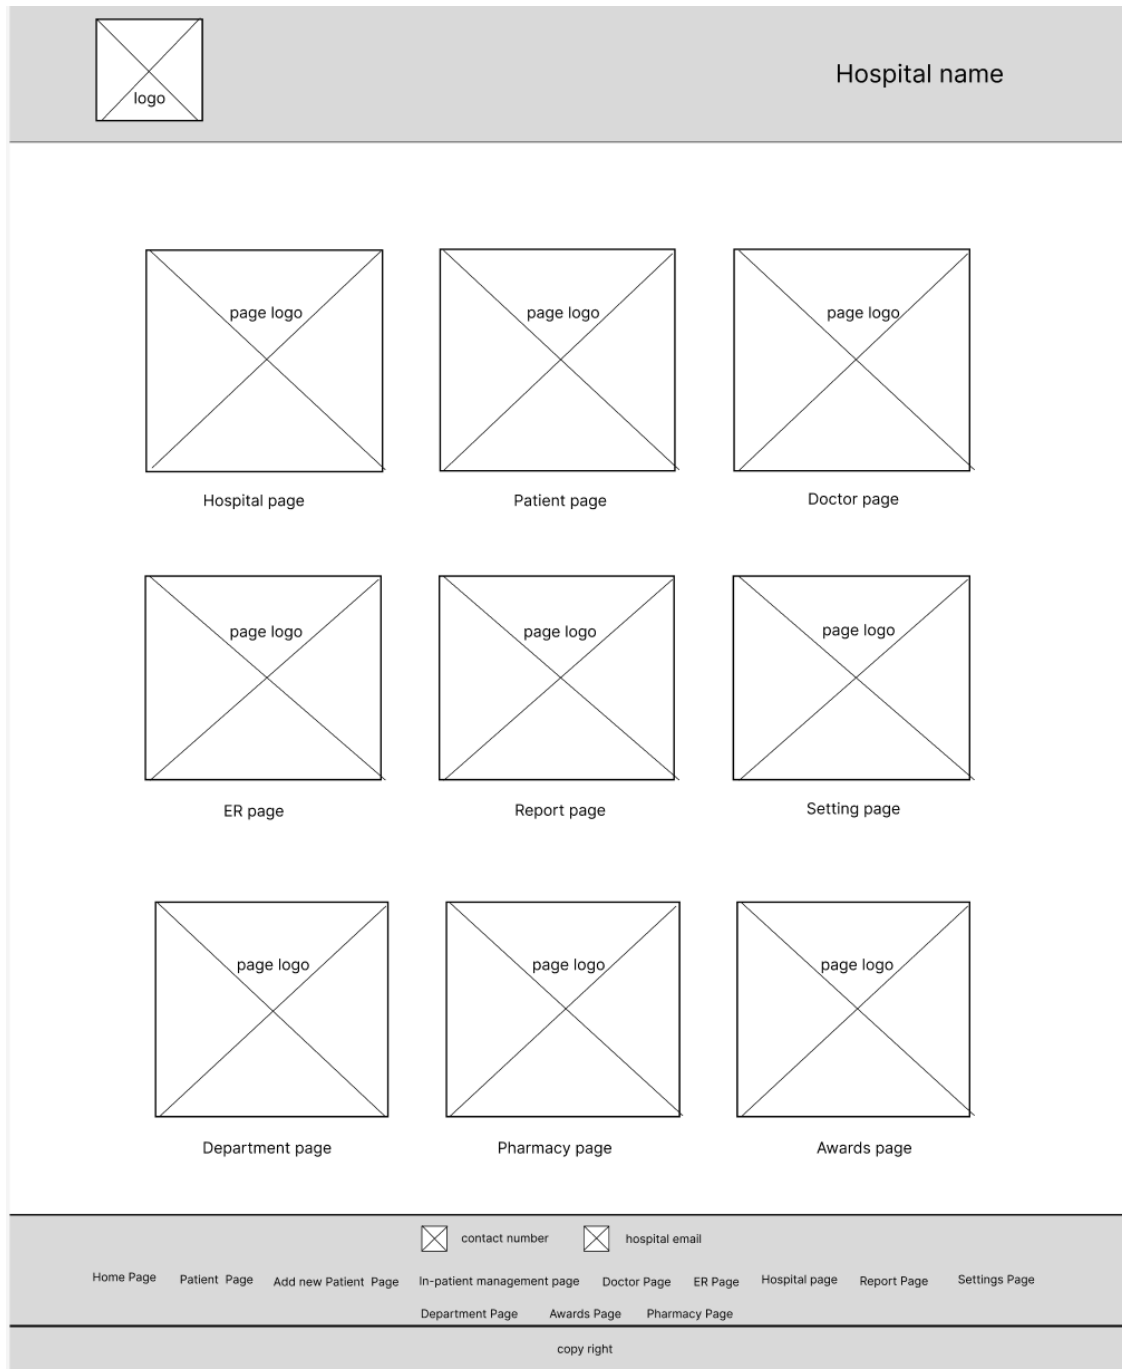 logo
Hospital name
page logo
page logo
page logo
Hospital page
Patient page
Doctor page
page logo
page logo
page logo
ER page
Report page
Setting page
page logo
page logo
page logo
Department page
Pharmacy page
Awards page
contact number
hospital email
Home Page
Patient Page
Add new Patient Page
In-patient management page
Doctor Page
ER Page
Hospital page
Report Page
Settings Page
Department Page
Awards Page
Pharmacy Page
copy right